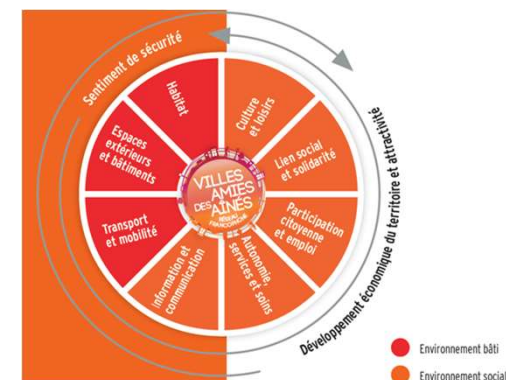 Sentiment de sécurité
Habitat
Culture
et loisirs
Espaces
extérieurs
et bâtiments
Lien social
et solidarité
VILLES
AMIES
DES AÎNÉS
RÉSEAU
FRANCOPHONE
Transport
et mobilité
Participation
citoyenne
et emploi
Information et
communication
Autonomie,
services et soins
Développement économique du territoire et attractivité
Environnement bâti
Environnement social